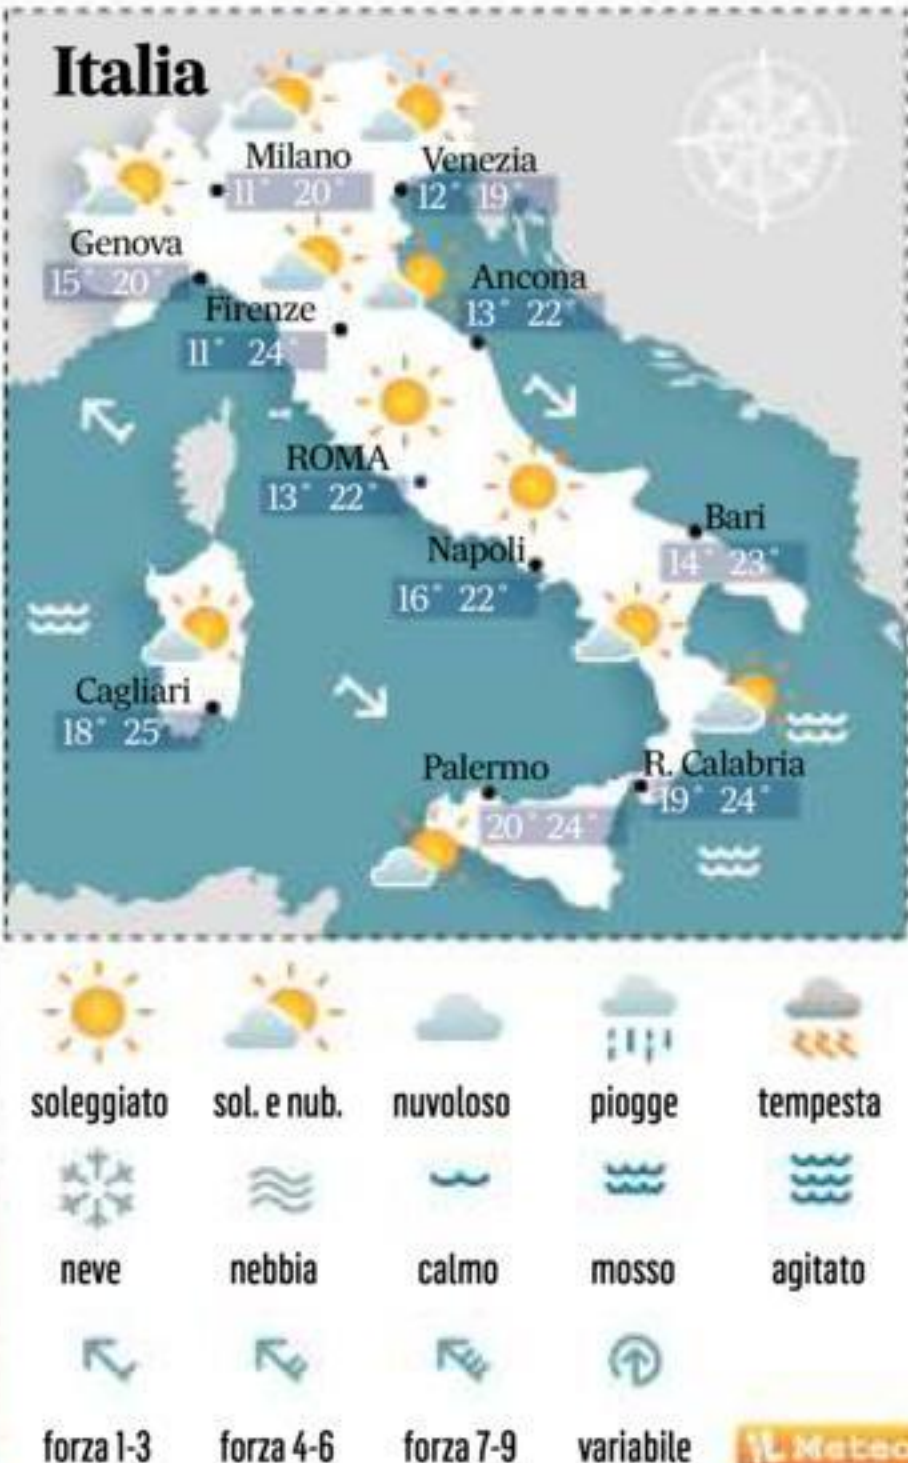 Italia
Milano
11° 20°
Venezia
12° 19°
Genova
15° 20°
Firenze
11° 24°
Ancona
13° 22°
ROMA
13° 22°
Napoli
16° 22°
Bari
14° 23°
Cagliari
18° 25°
Palermo
20° 24°
R. Calabria
19° 24°
soleggiato sol. e nub. nuvoloso piogge tempesta
neve nebbia calmo mosso agitato
forza 1-3 forza 4-6 forza 7-9 variabile